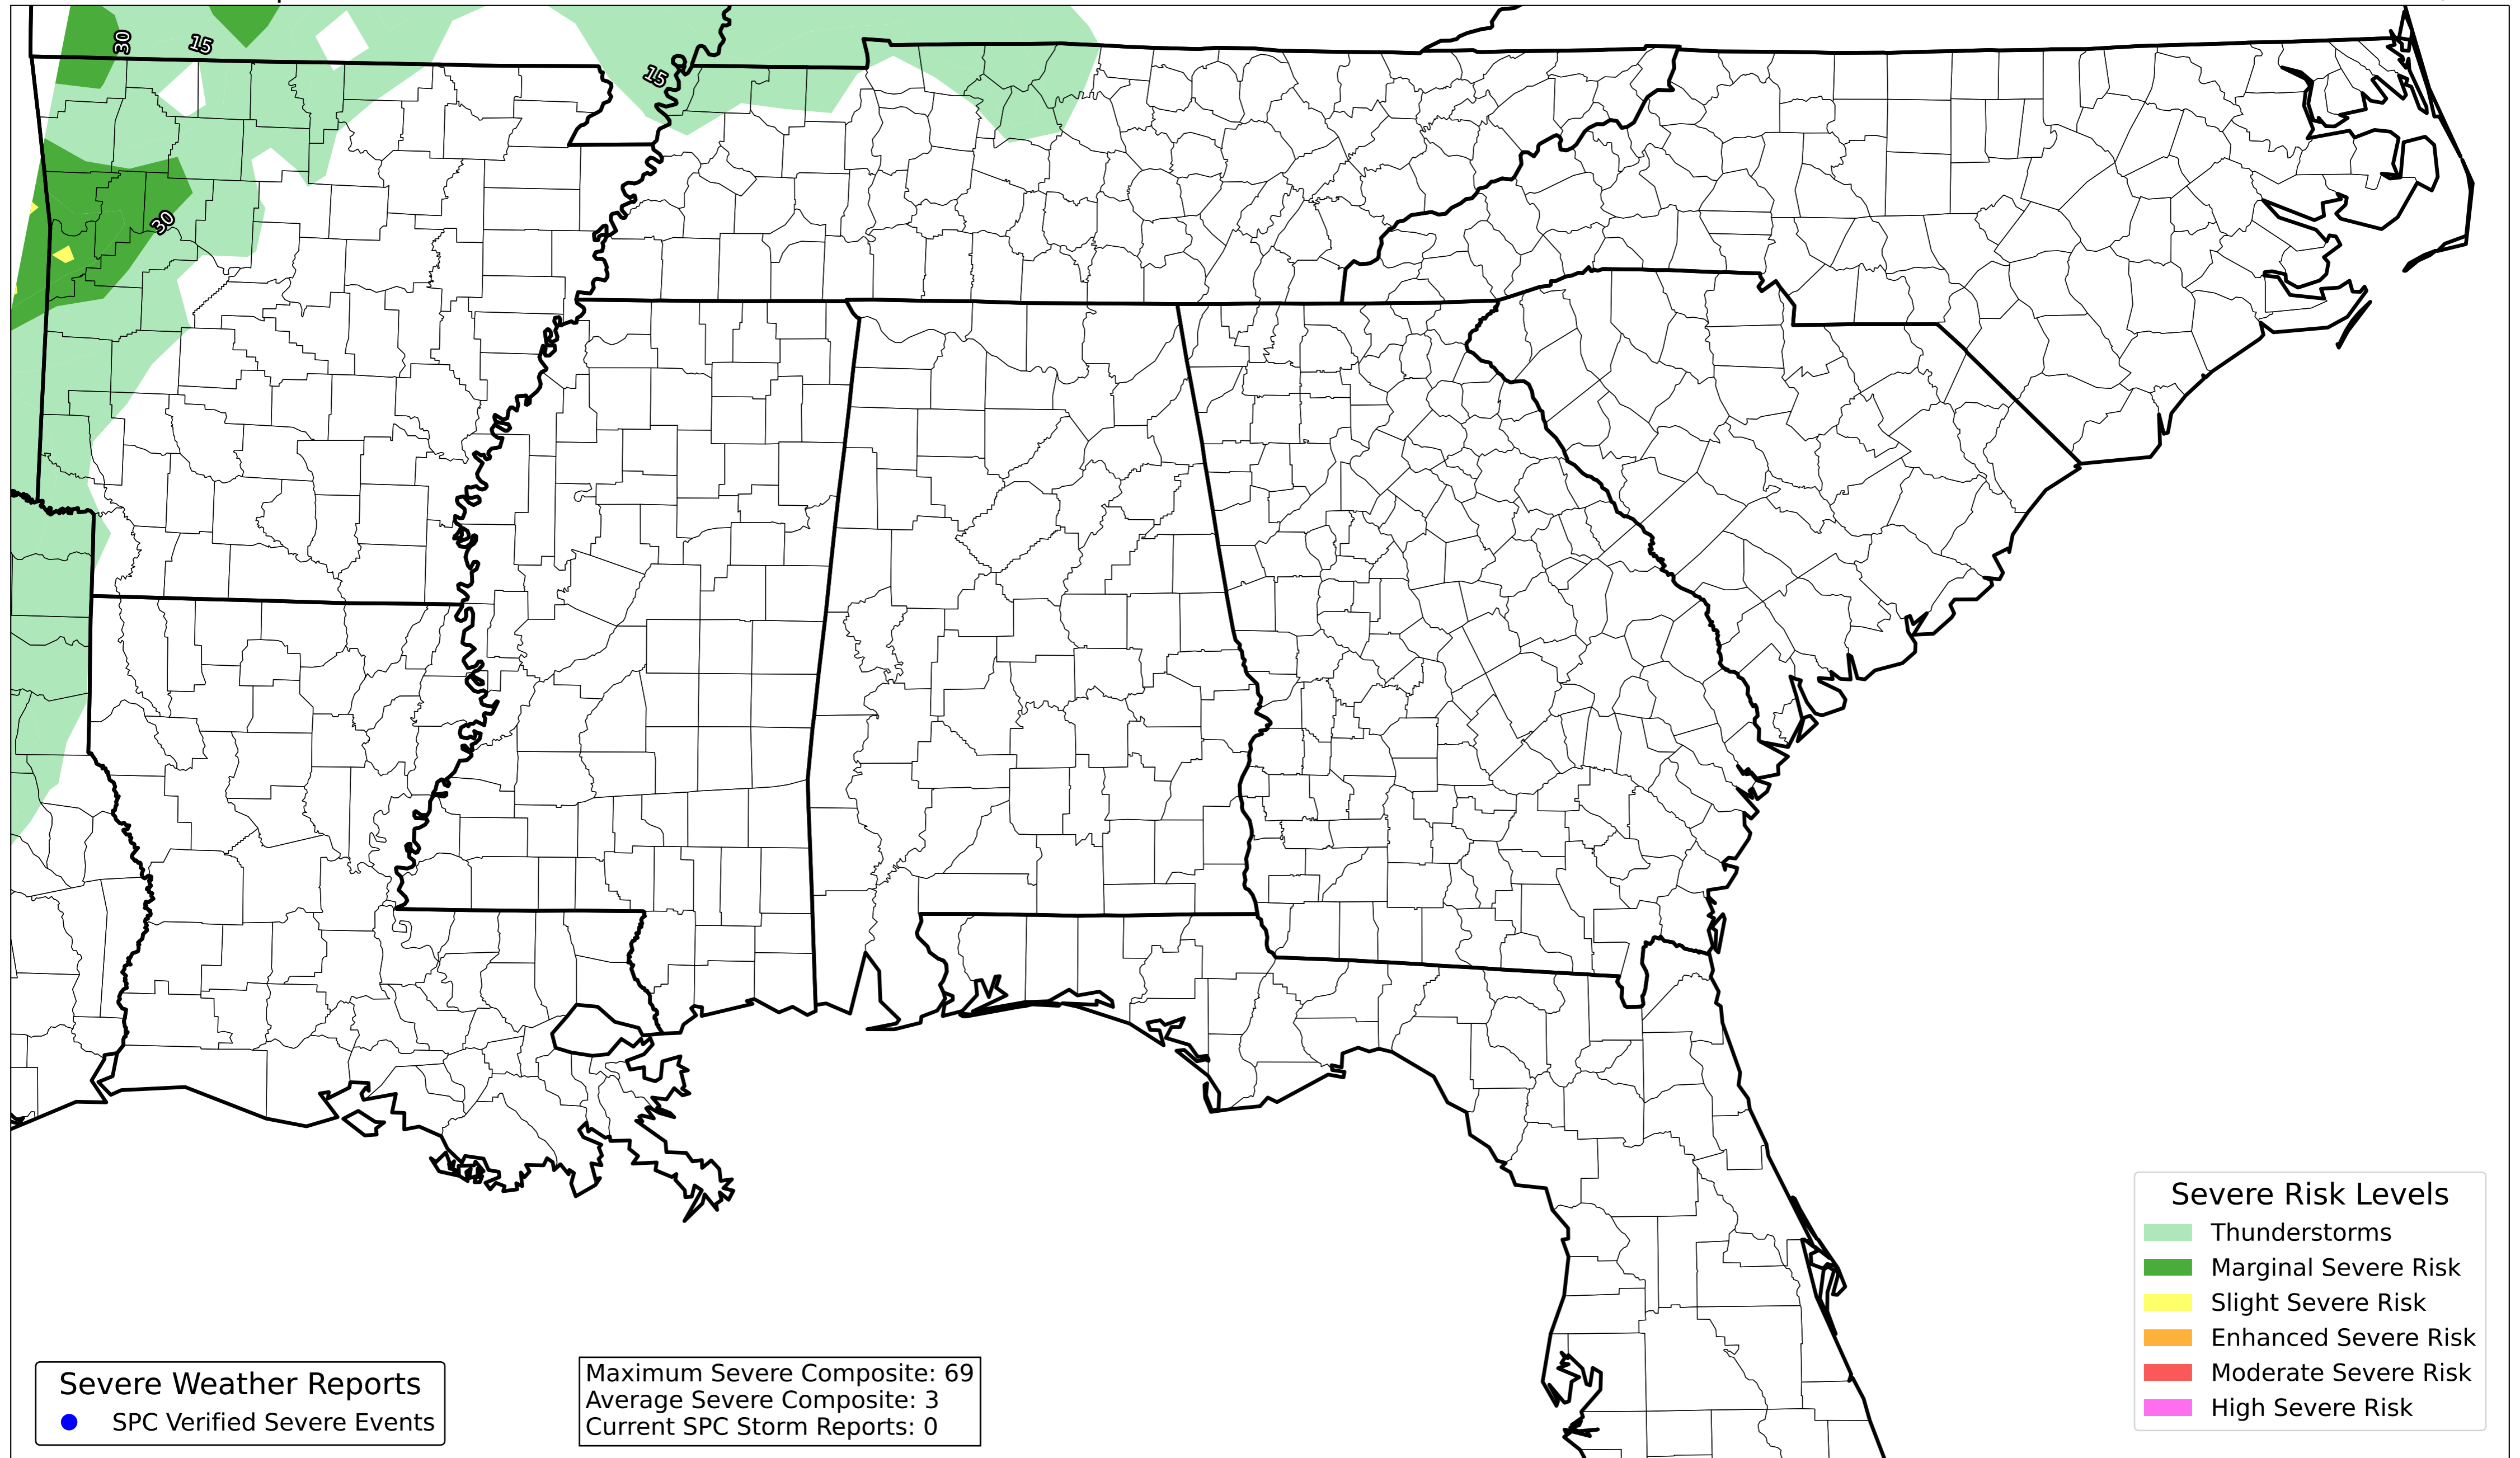 30
15
15
30
Severe Risk Levels
Thunderstorms
Marginal Severe Risk
Slight Severe Risk
Enhanced Severe Risk
Moderate Severe Risk
High Severe Risk
Severe Weather Reports
SPC Verified Severe Events
Maximum Severe Composite: 69
Average Severe Composite: 3
Current SPC Storm Reports: 0